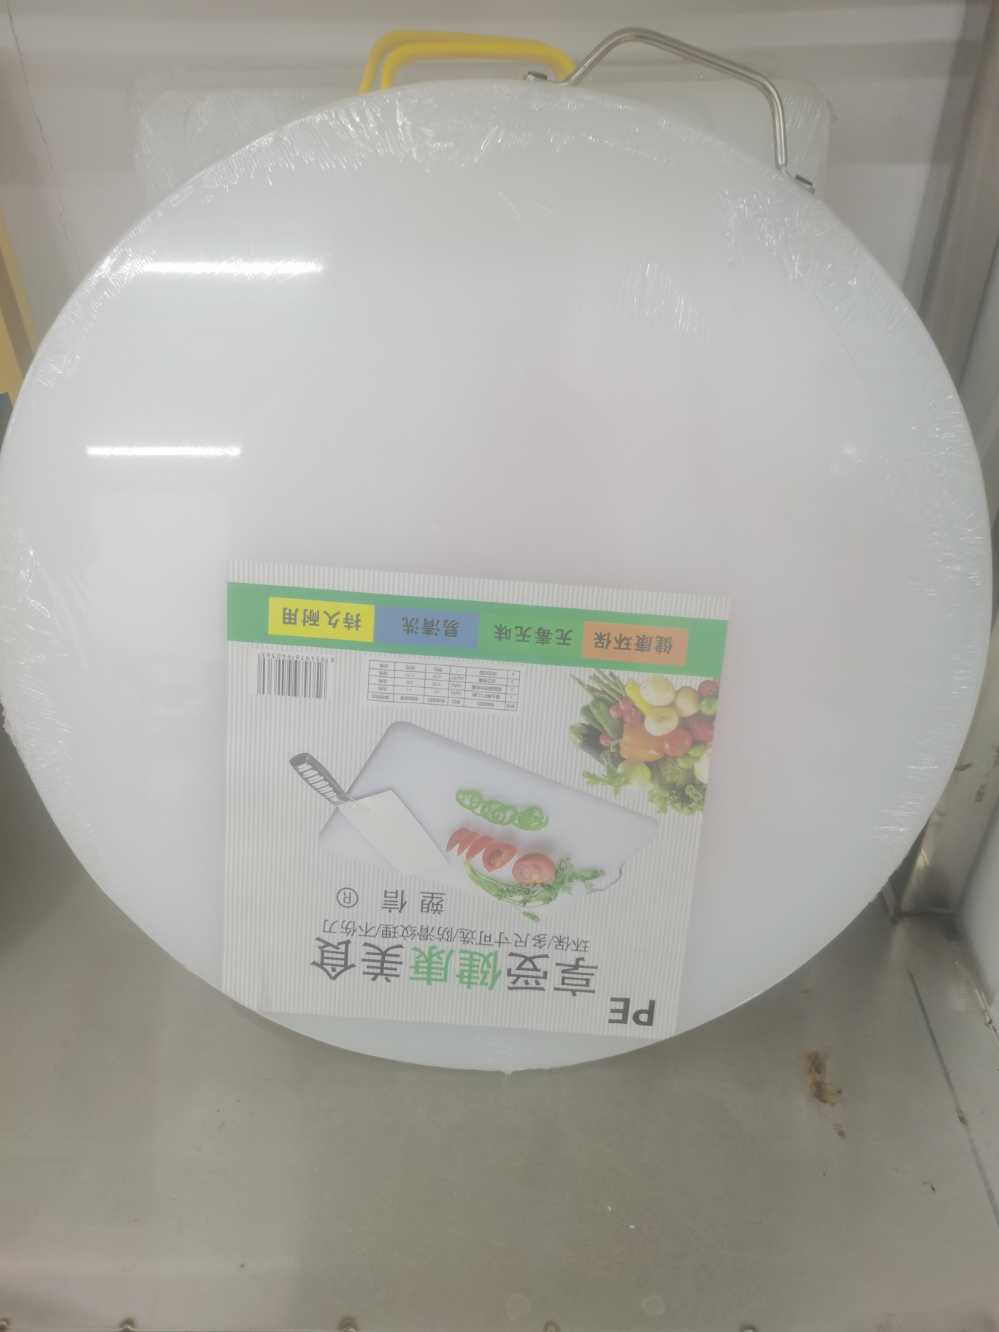 PE
享受健康美食
环保/多尺寸可选/防滑纹理/不伤刀
塑信®
健康环保 无毒无味 易清洗 持久耐用